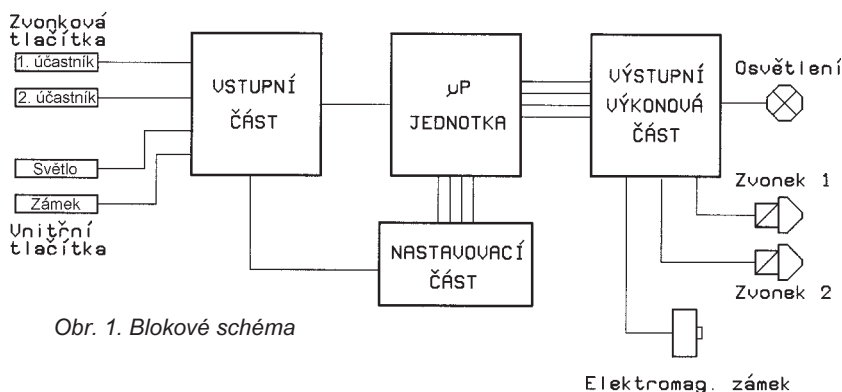 Zvonková
tlačítka
1. účastník
2. účastník
Světlo
Zámek
Vnitřní
tlačítka
VSTUPNÍ
ČÁST
µP
JEDNOTKA
NASTAVOVACÍ
ČÁST
VÝSTUPNÍ
VÝKONOVÁ
ČÁST
Osvětlení
Zvonek 1
Zvonek 2
Elektromag. zámek
Obr. 1. Blokové schéma